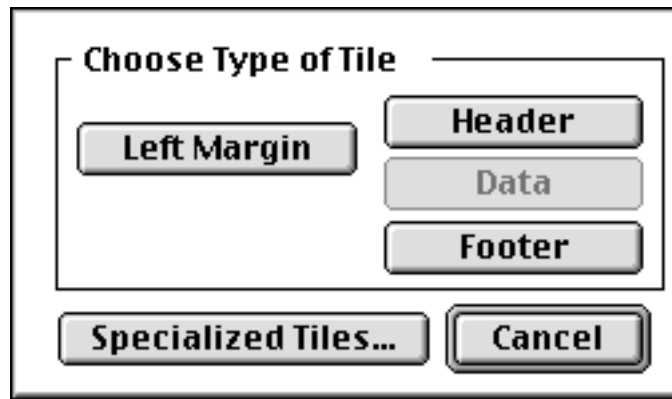 Choose Type of Tile
Left Margin
Header
Data
Footer
Specialized Tiles...
Cancel